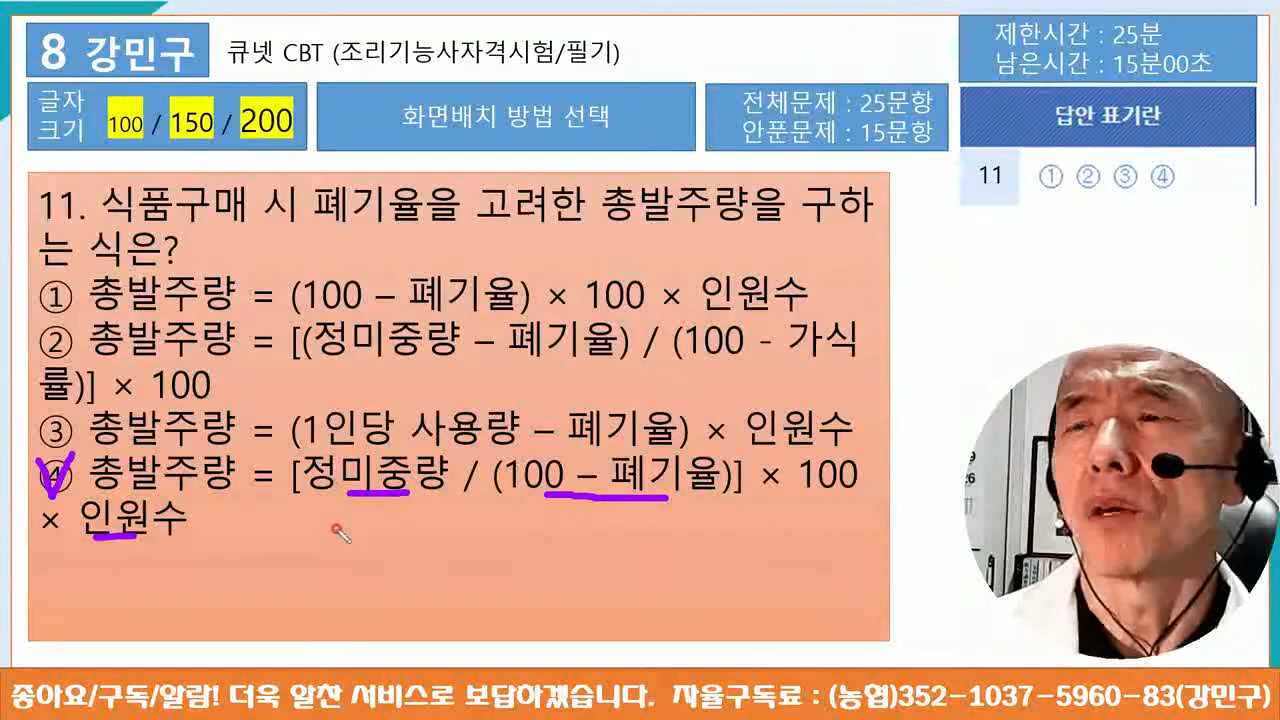 8 강민구
큐넷 CBT (조리기능사자격시험/필기)
제한시간 : 25분
남은시간 : 15분00초
글자
크기
100 / 150 / 200
화면배치 방법 선택
전체문제 : 25문항
안푼문제 : 15문항
답안 표기란
11 ① ② ③ ④
11. 식품구매 시 폐기율을 고려한 총발주량을 구하
는 식은?
① 총발주량 = (100 – 폐기율) × 100 × 인원수
② 총발주량 = [(정미중량 – 폐기율) / (100 - 가식
률)] × 100
③ 총발주량 = (1인당 사용량 – 폐기율) × 인원수
④ 총발주량 = [정미중량 / (100 – 폐기율)] × 100
× 인원수
종아요/구독/알람! 더욱 알찬 서비스로 보답하겠습니다. 자율구독료 : (농협)352-1037-5960-83(강민구)